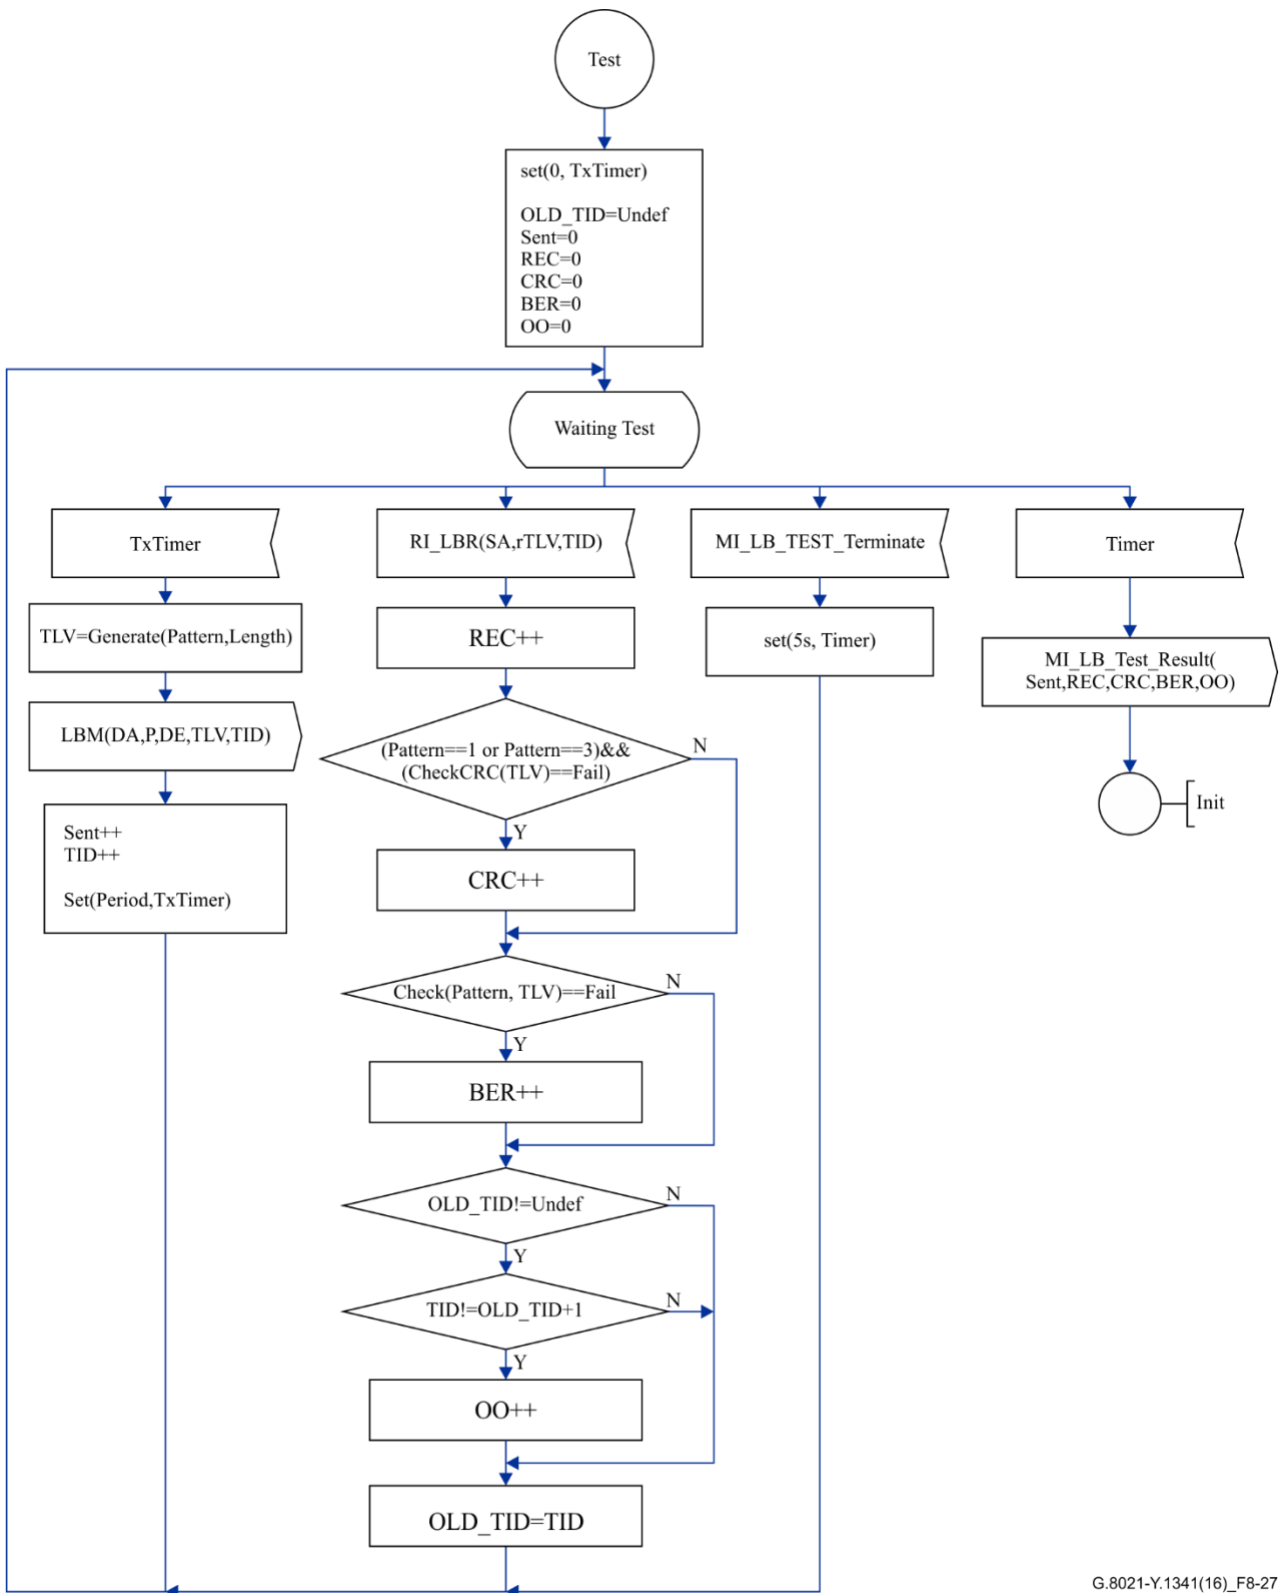 Test
set(0, TxTimer)
OLD_TID=Undef
Sent=0
REC=0
CRC=0
BER=0
OO=0
Waiting Test
TxTimer
TLV=Generate(Pattern,Length)
LBM(DA,P,DE,TLV,TID)
Sent++
TID++
Set(Period,TxTimer)
RI_LBR(SA,rTLV,TID)
REC++
(Pattern==1 or Pattern==3)&&
(CheckCRC(TLV)==Fail)
N
Y
CRC++
Check(Pattern, TLV)==Fail
N
Y
BER++
OLD_TID!=Undef
N
Y
TID!=OLD_TID+1
N
Y
OO++
OLD_TID=TID
MI_LB_TEST_Terminate
set(5s, Timer)
Timer
MI_LB_Test_Result(
Sent,REC,CRC,BER,OO)
Init
G.8021-Y.1341(16)_F8-27